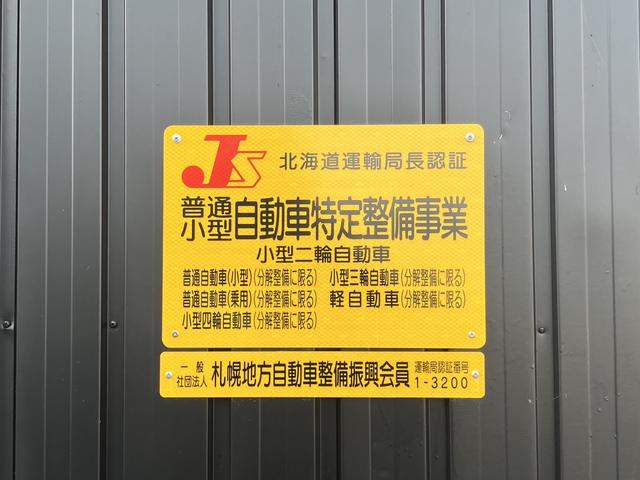 JS 北海道運輸局長認証
普通 小型 自動車特定整備事業
小型二輪自動車
普通自動車(小型)(分解整備に限る) 小型三輪自動車(分解整備に限る)
普通自動車(乗用)(分解整備に限る) 軽自動車(分解整備に限る)
小型四輪自動車(分解整備に限る)
一般社団法人 札幌地方自動車整備振興会会員 運輸局認証番号
1-3200